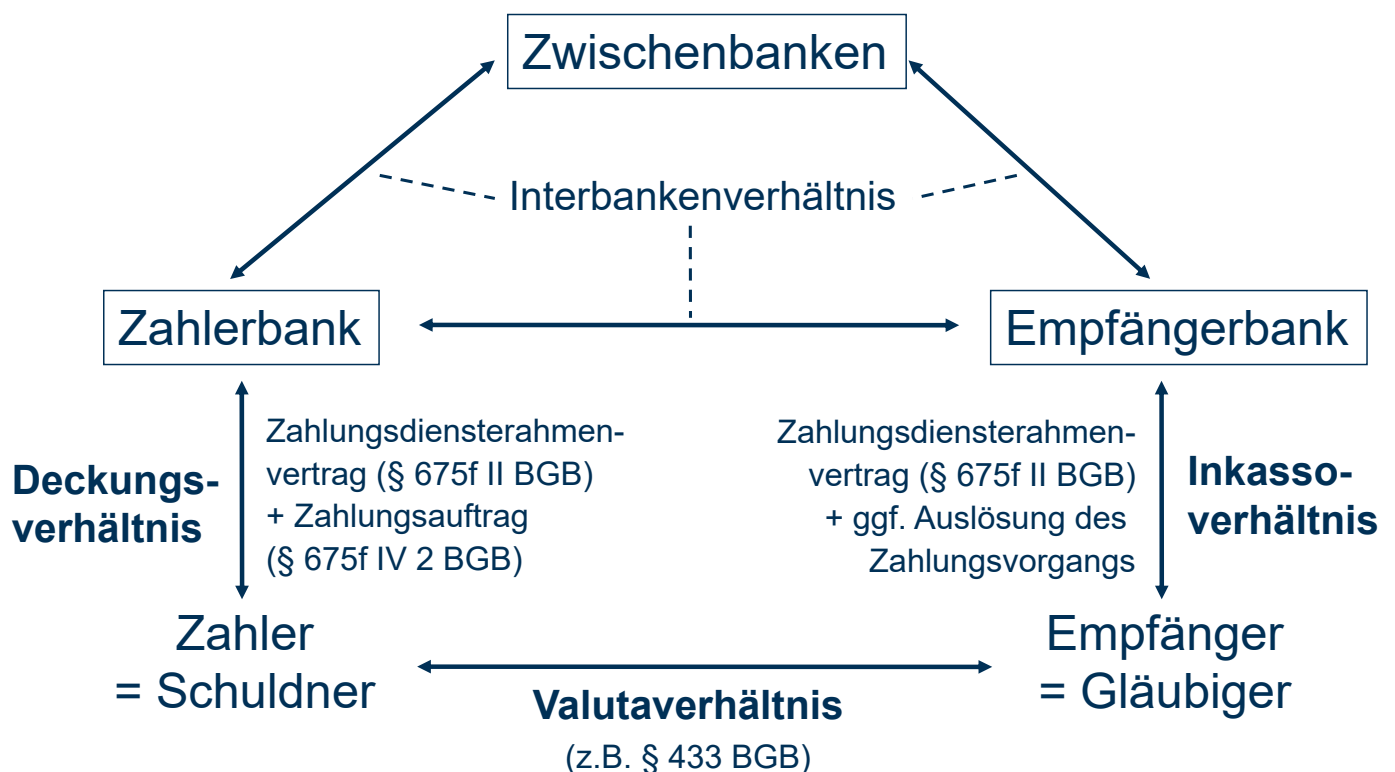 Zwischenbanken
Interbankenverhältnis
Zahlerbank
Empfängerbank
Deckungs-
verhältnis
Zahlungsdiensterahmen-
vertrag (§ 675f II BGB)
+ Zahlungsauftrag
(§ 675f IV 2 BGB)
Zahlungsdiensterahmen-
vertrag (§ 675f II BGB)
+ ggf. Auslösung des
Zahlungsvorgangs
Inkasso-
verhältnis
Zahler
= Schuldner
Empfänger
= Gläubiger
Valutaverhältnis
(z.B. § 433 BGB)